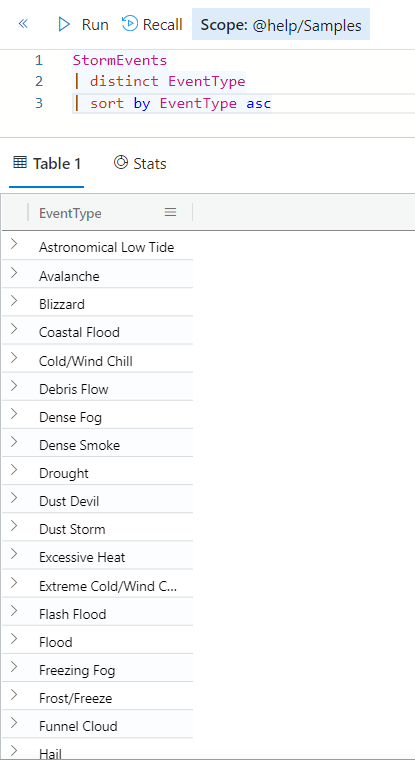 Run Recall Scope: @help/Samples
1 StormEvents
2 | distinct EventType
3 | sort by EventType asc
Table 1 Stats
EventType
Astronomical Low Tide
Avalanche
Blizzard
Coastal Flood
Cold/Wind Chill
Debris Flow
Dense Fog
Dense Smoke
Drought
Dust Devil
Dust Storm
Excessive Heat
Extreme Cold/Wind C...
Flash Flood
Flood
Freezing Fog
Frost/Freeze
Funnel Cloud
Hail